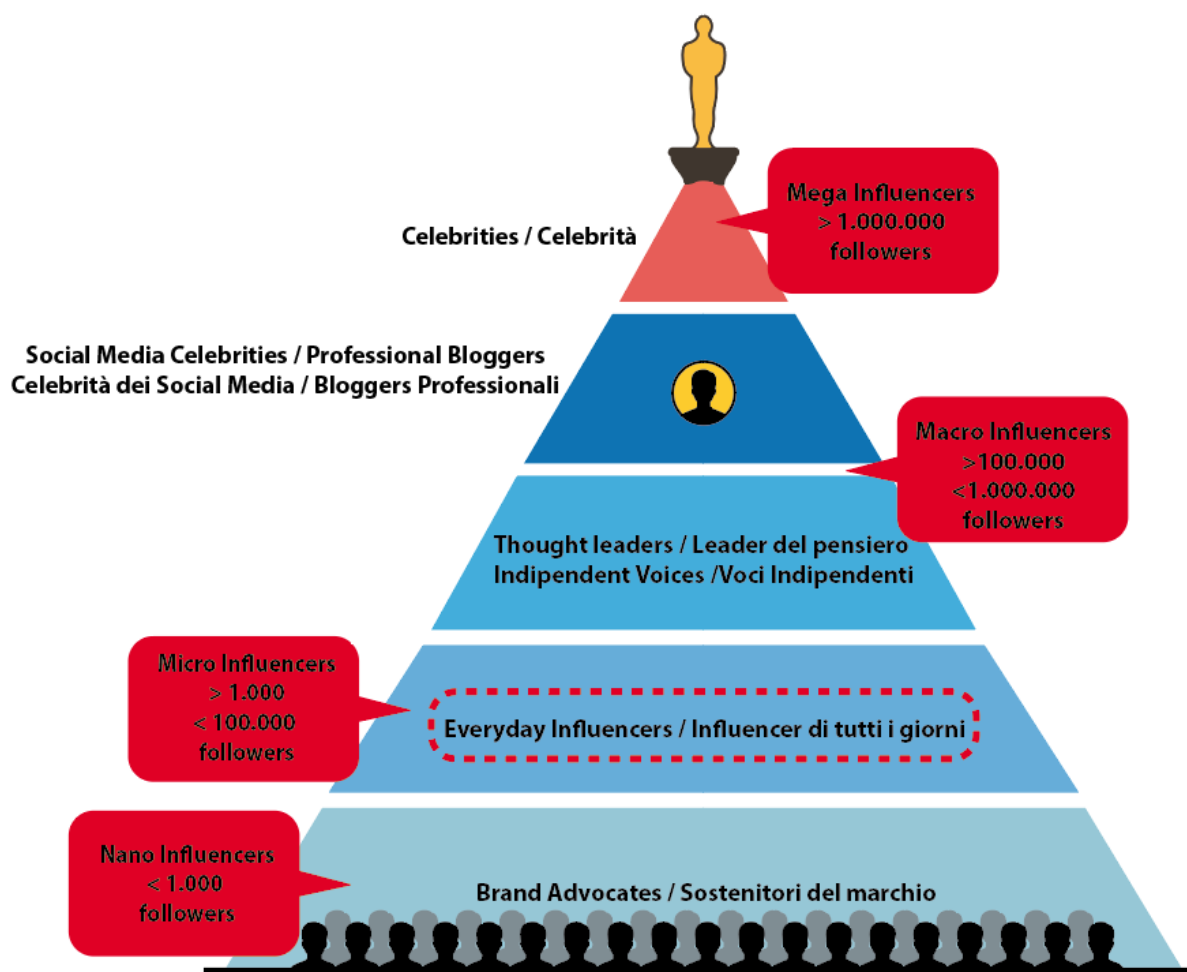 Mega Influencers
> 1.000.000
followers
Celebrities / Celebrità
Social Media Celebrities / Professional Bloggers
Celebrità dei Social Media / Bloggers Professionali
Macro Influencers
>100.000
<1.000.000
followers
Thought leaders / Leader del pensiero
Indipendent Voices /Voci Indipendenti
Micro Influencers
> 1.000
< 100.000
followers
Everyday Influencers / Influencer di tutti i giorni
Nano Influencers
< 1.000
followers
Brand Advocates / Sostenitori del marchio